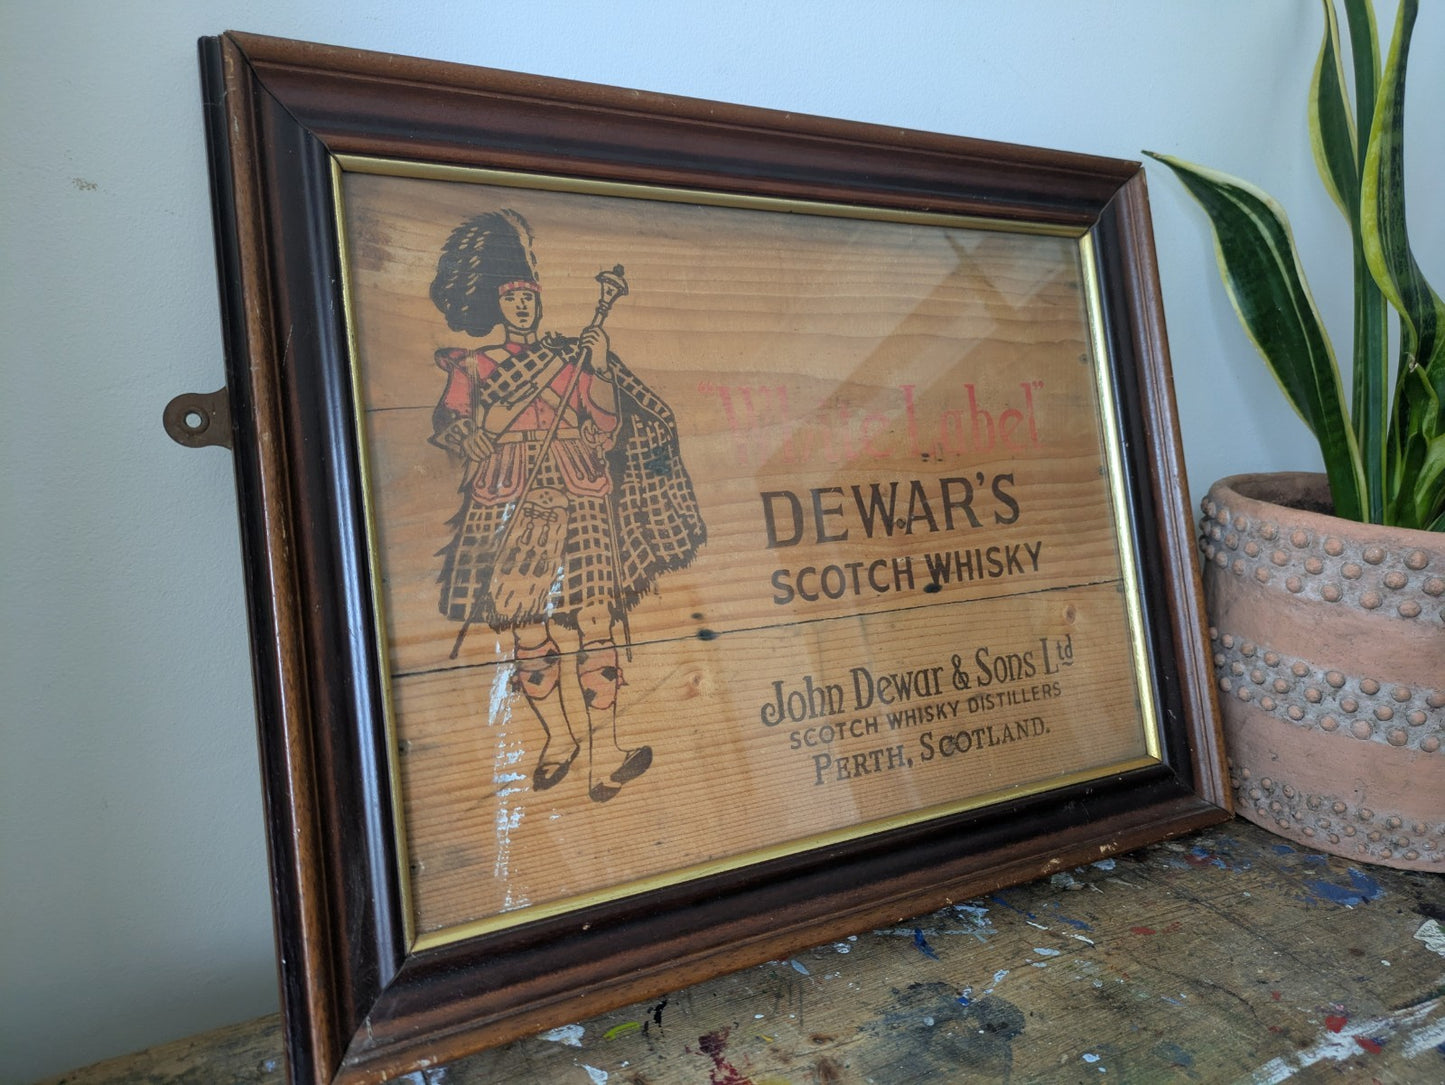 "White Label"
DEWAR'S
SCOTCH WHISKY
John Dewar & Sons Ltd
SCOTCH WHISKY DISTILLERS
PERTH, SCOTLAND.